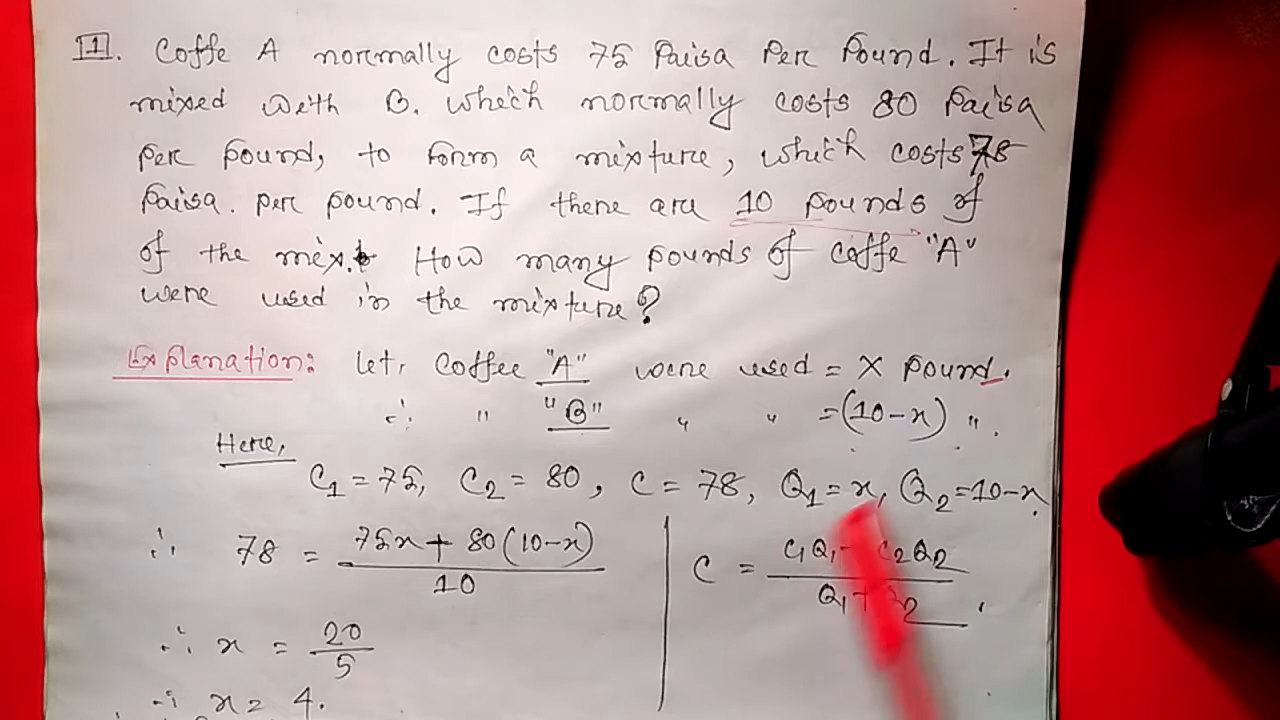 1. Coffe A normally costs 75 Paisa Per Pound. It is
mixed with B. which normally costs 80 Paisa
Per pound, to form a mixture, which costs 78
Paisa. per pound. If there are 10 pounds of
of the mix. How many pounds of coffe "A"
were used in the mixture?
Explanation: let, Coffee "A" were used = X pound.
∴ " "B" " " = (10-x) ".
Here,
C1 = 75, C2 = 80, C = 78, Q1 = x, Q2 = 10-x.
∴ 78 = 75x + 80(10-x) / 10
C = C1Q1 + C2Q2 / Q1 + Q2.
∴ x = 20/5
∴ x = 4.